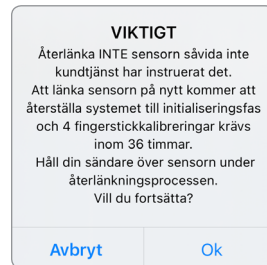 VIKTIGT
Återlänka INTE sensorn såvida inte
kundtjänst har instruerat det.
Att länka sensorn på nytt kommer att
återställa systemet till initialiseringsfas
och 4 fingerstickkalibreringar krävs
inom 36 timmar.
Håll din sändare över sensorn under
återlänkningsprocessen.
Vill du fortsätta?
Avbryt
Ok